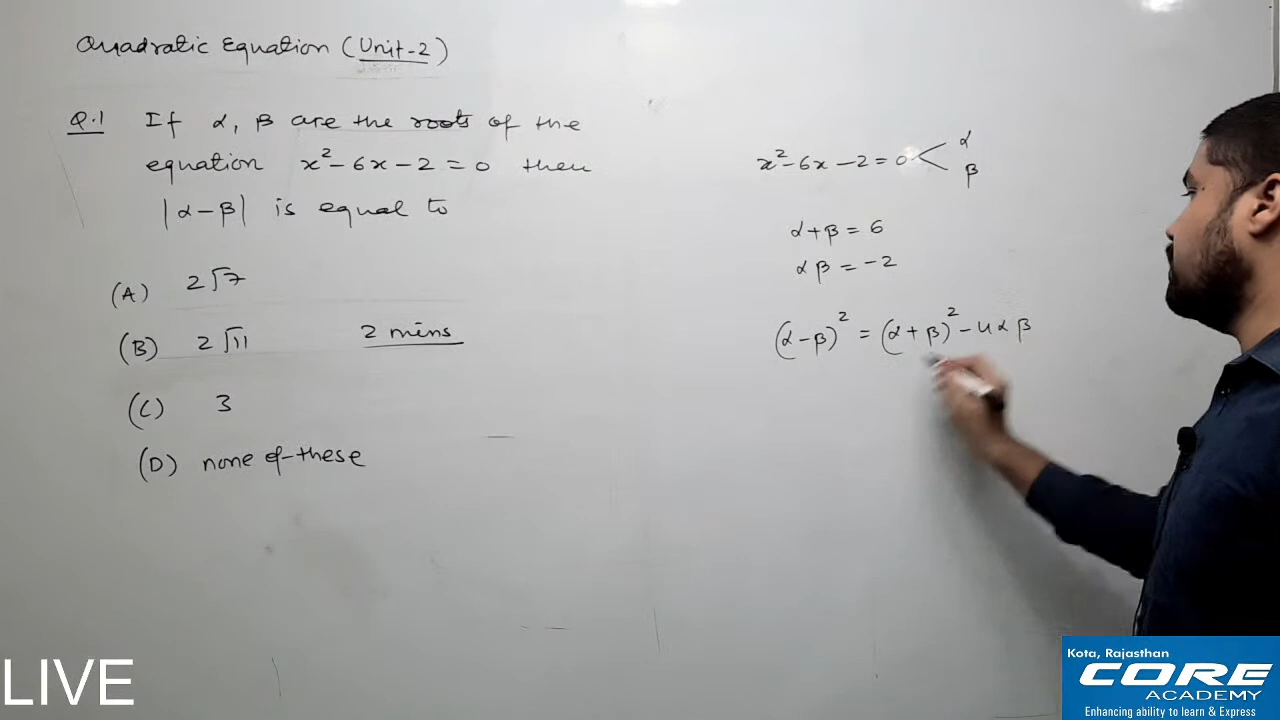 Quadratic Equation (Unit-2)
Q.1 If α, β are the roots of the
equation x²-6x-2=0 then
|α-β| is equal to
(A) 2√7
(B) 2√11 2 mins
(C) 3
(D) none of these
x²-6x-2=0 < α
β
α+β=6
αβ=-2
(α-β)²=(α+β)²-4αβ
LIVE
Kota, Rajasthan
CORE
ACADEMY
Enhancing ability to learn & Express